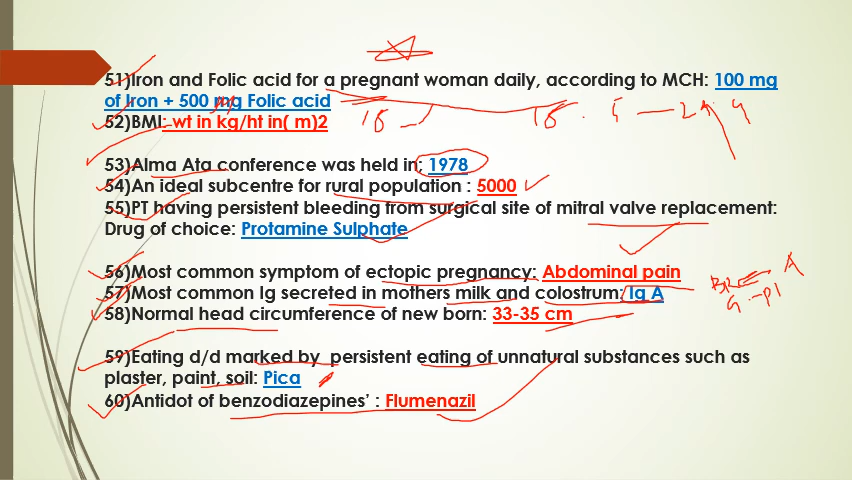 51)Iron and Folic acid for a pregnant woman daily, according to MCH: 100 mg
of Iron + 500 mg Folic acid
52)BMI: wt in kg/ht in( m)2
53)Alma Ata conference was held in; 1978
54)An ideal subcentre for rural population : 5000
55)PT having persistent bleeding from surgical site of mitral valve replacement:
Drug of choice: Protamine Sulphate
56)Most common symptom of ectopic pregnancy: Abdominal pain
57)Most common Ig secreted in mothers milk and colostrum: Ig A
58)Normal head circumference of new born: 33-35 cm
59)Eating d/d marked by persistent eating of unnatural substances such as
plaster, paint, soil: Pica
60)Antidot of benzodiazepines' : Flumenazil